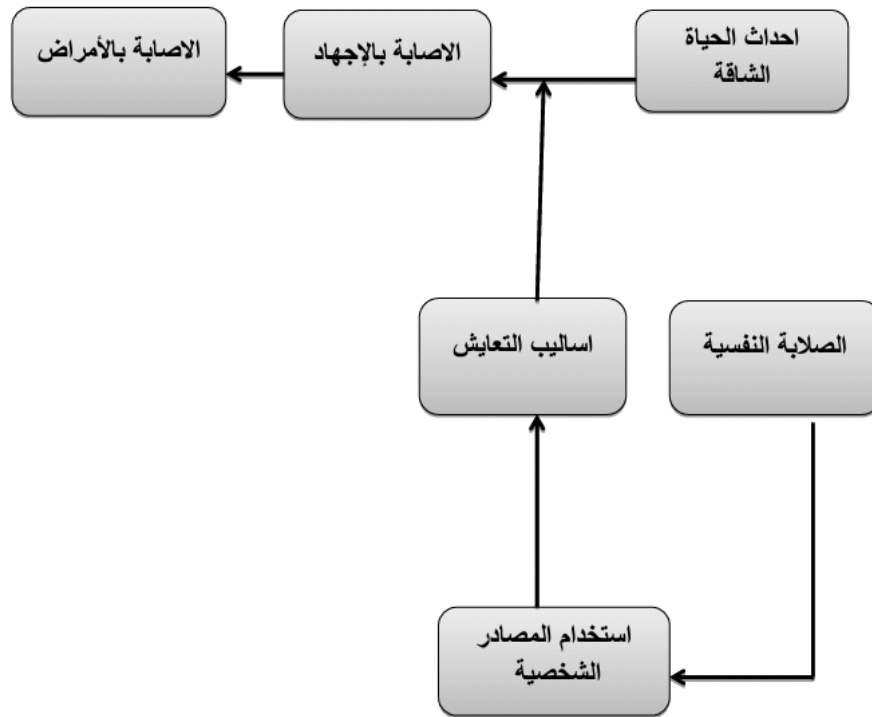 احداث الحياة
الشاقة
الاصابة بالإجهاد
الاصابة بالأمراض
الصلابة النفسية
اساليب التعايش
استخدام المصادر
الشخصية